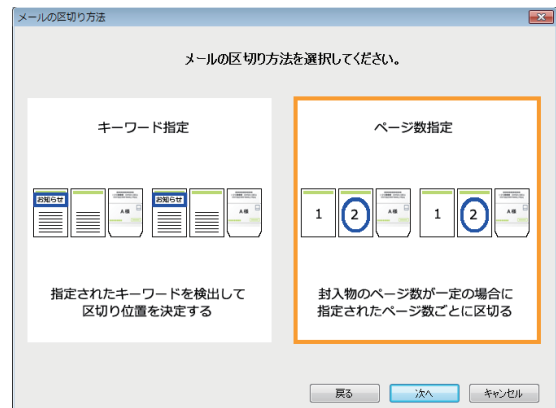 メールの区切り方法
メールの区切り方法を選択してください。
キーワード指定
お知らせ
A様
お知らせ
A様
指定されたキーワードを検出して
区切り位置を決定する
ページ数指定
1
2
A様
1
2
A様
封入物のページ数が一定の場合に
指定されたページ数ごとに区切る
戻る
次へ
キャンセル